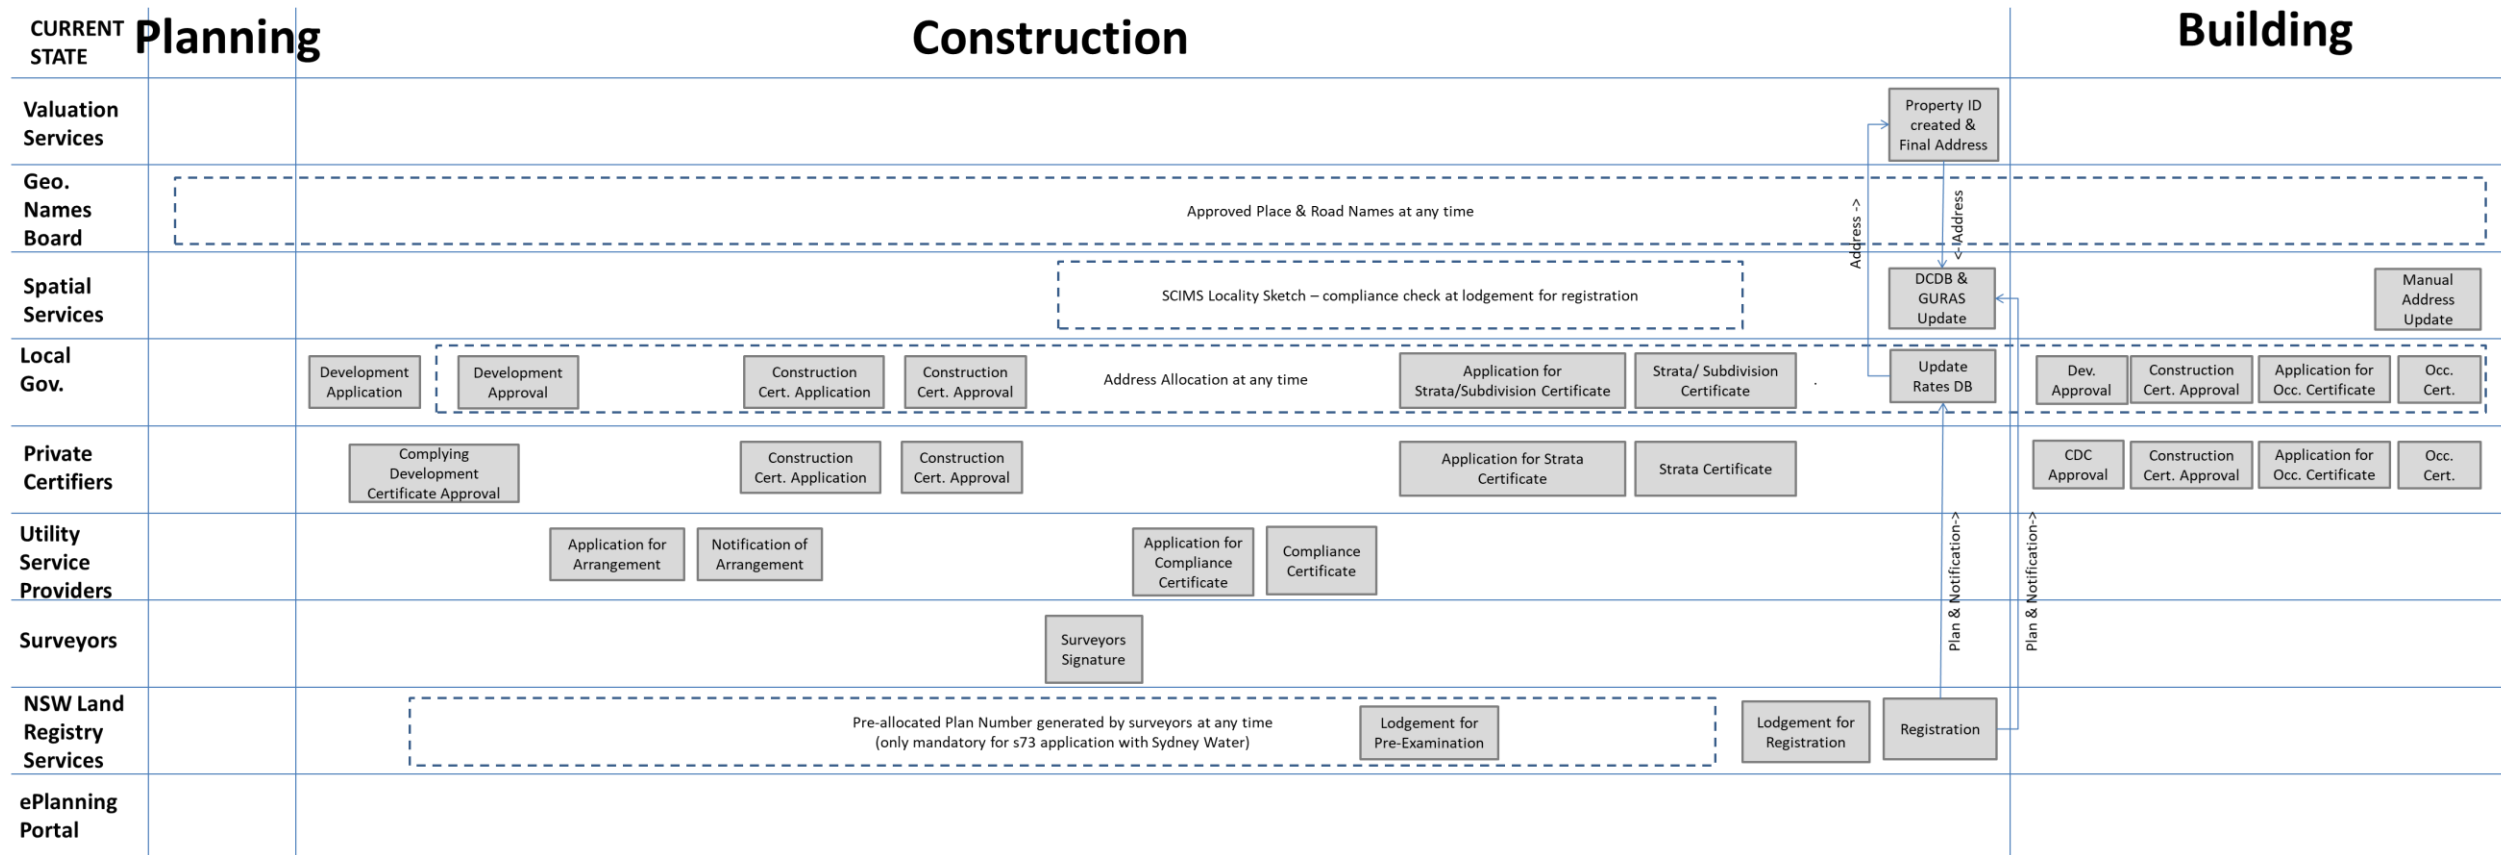 CURRENT
STATE
Planning
Construction
Building
Valuation
Services
Property ID
created &
Final Address
Geo.
Names
Board
Approved Place & Road Names at any time
Address ->
<- Address
Spatial
Services
SCIMS Locality Sketch – compliance check at lodgement for registration
DCDB &
GURAS
Update
Manual
Address
Update
Local
Gov.
Development
Application
Development
Approval
Construction
Cert. Application
Construction
Cert. Approval
Address Allocation at any time
Application for
Strata/Subdivision Certificate
Strata/ Subdivision
Certificate
.
Update
Rates DB
Dev.
Approval
Construction
Cert. Approval
Application for
Occ. Certificate
Occ.
Cert.
Private
Certifiers
Complying
Development
Certificate Approval
Construction
Cert. Application
Construction
Cert. Approval
Application for Strata
Certificate
Strata Certificate
CDC
Approval
Construction
Cert. Approval
Application for
Occ. Certificate
Occ.
Cert.
Utility
Service
Providers
Application for
Arrangement
Notification of
Arrangement
Application for
Compliance
Certificate
Compliance
Certificate
Plan & Notification->
Plan & Notification->
Surveyors
Surveyors
Signature
NSW Land
Registry
Services
Pre-allocated Plan Number generated by surveyors at any time
(only mandatory for s73 application with Sydney Water)
Lodgement for
Pre-Examination
Lodgement for
Registration
Registration
ePlanning
Portal